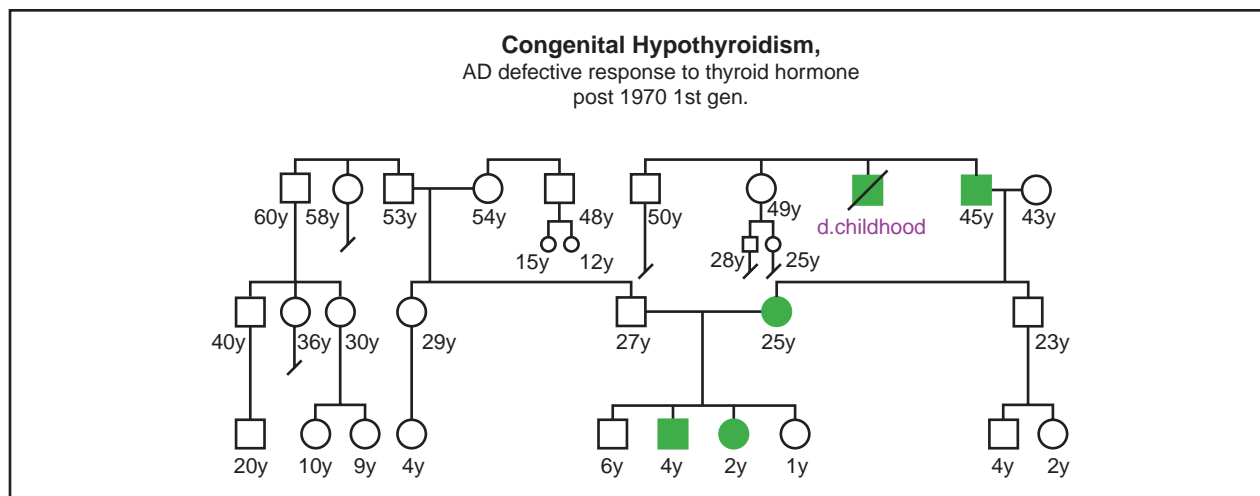 Congenital Hypothyroidism,
AD defective response to thyroid hormone
post 1970 1st gen.
60y 58y 53y 54y 48y 50y 49y d.childhood 45y 43y
15y 12y 28y 25y
40y 36y 30y 29y 27y 25y 23y
20y 10y 9y 4y 6y 4y 2y 1y 4y 2y